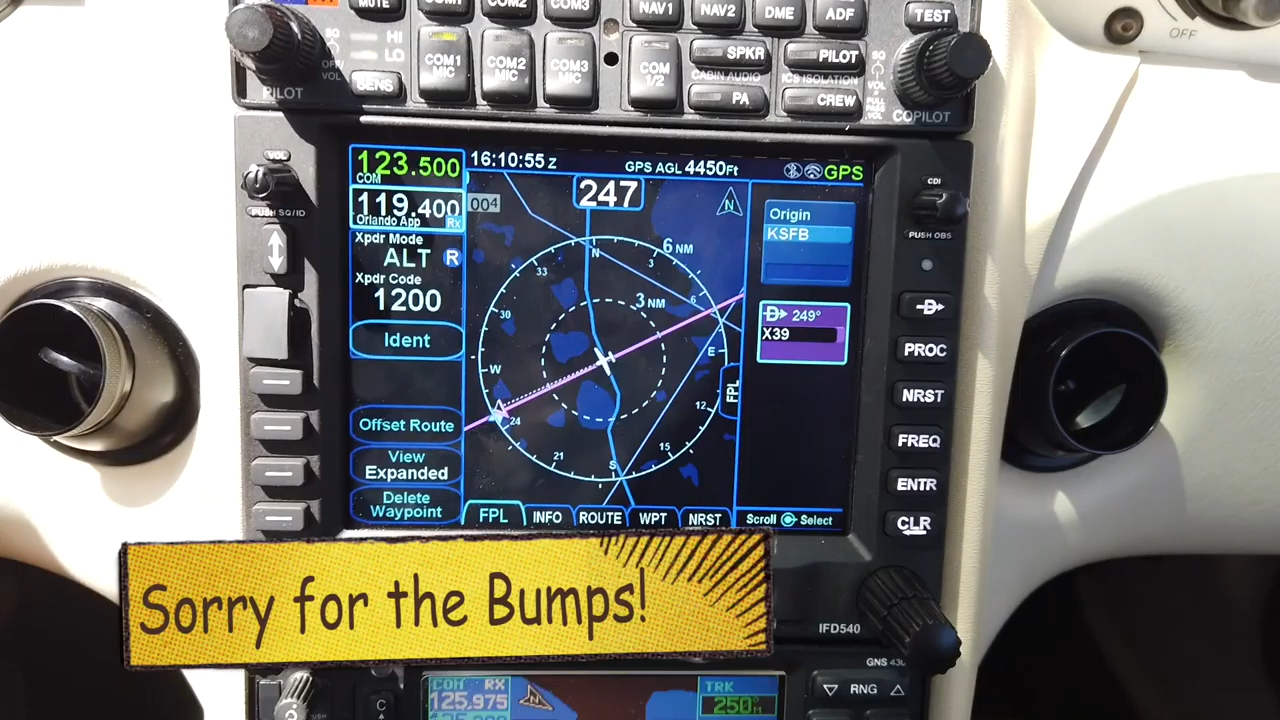 MUTE COM1 COM2 COM3 NAV1 NAV2 DME ADF TEST
HI
LO
SENS
COM1 MIC
COM2 MIC
COM3 MIC
COM 1/2
SPKR
CABIN AUDIO
PA
PILOT
ICS ISOLATION
CREW
OFF
PILOT
COPILOT
VOL
PUSH SQ/ID
123.500
COM
119.400
Orlando App Rx
Xpdr Mode
ALT R
Xpdr Code
1200
Ident
Offset Route
View
Expanded
Delete
Waypoint
16:10:55 Z
GPS AGL 4450Ft
GPS
004
247
N
6 NM
3 NM
N
3
6
E
12
15
S
21
24
W
30
33
FPL
Origin
KSFB
D 249°
X39
FPL INFO ROUTE WPT NRST
Scroll Select
CDI
PUSH OBS
D
PROC
NRST
FREQ
ENTR
CLR
Sorry for the Bumps!
IFD540
GNS 430
COM RX
125.975
C
N
TRK
250
RNG